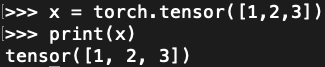 >>> x = torch.tensor([1,2,3])
>>> print(x)
tensor([1, 2, 3])